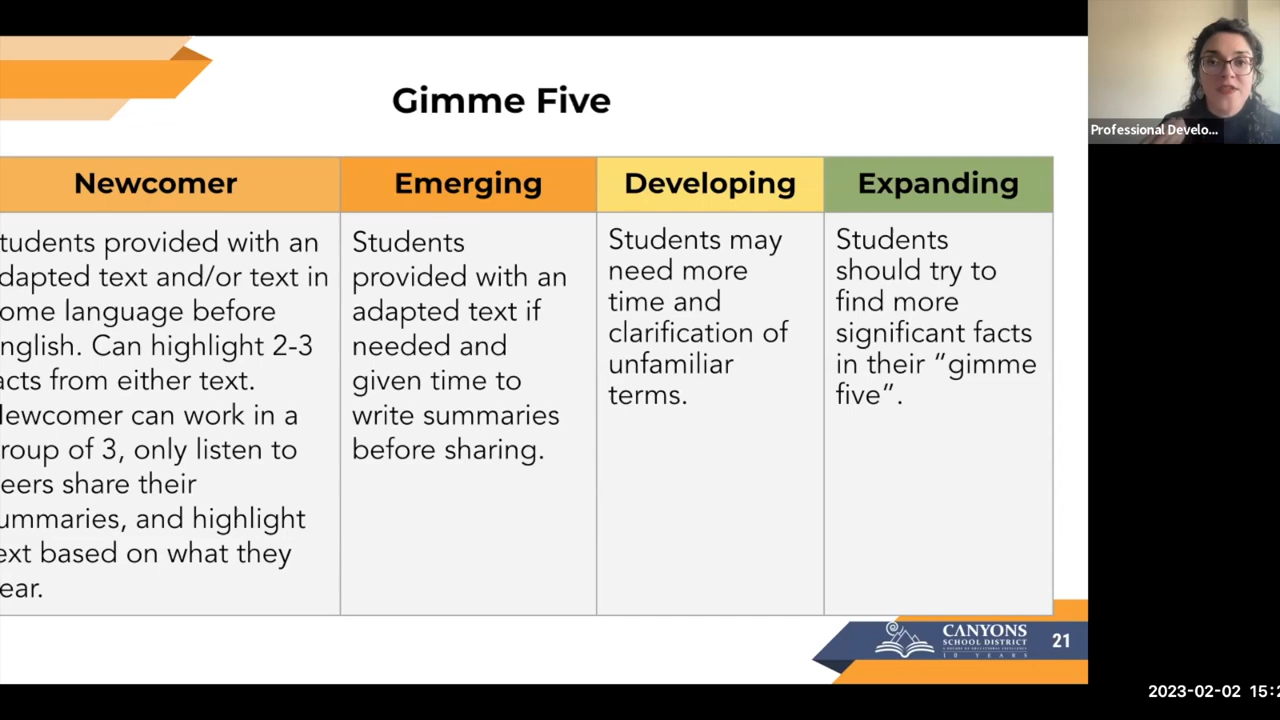 Gimme Five
Newcomer
tudents provided with an
dapted text and/or text in
ome language before
nglish. Can highlight 2-3
acts from either text.
ewcomer can work in a
roup of 3, only listen to
eers share their
ummaries, and highlight
ext based on what they
ear.
Emerging
Students
provided with an
adapted text if
needed and
given time to
write summaries
before sharing.
Developing
Students may
need more
time and
clarification of
unfamiliar
terms.
Expanding
Students
should try to
find more
significant facts
in their “gimme
five”.
CANYONS
SCHOOL DISTRICT
10 YEARS
21
Professional Develo...
2023-02-02 15:2